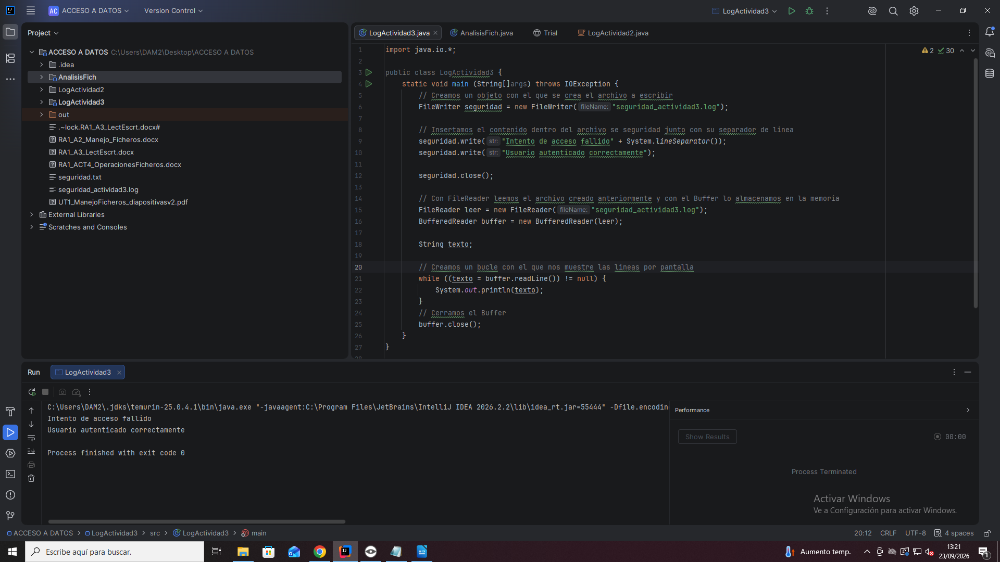 AC ACCESO A DATOS Version Control LogActividad3
Project
ACCESO A DATOS C:\Users\DAM2\Desktop\ACCESO A DATOS
.idea
AnalisisFich
LogActividad2
LogActividad3
out
.~lock.RA1_A3_LectEscrt.docx#
RA1_A2_Manejo_Ficheros.docx
RA1_A3_LectEscrt.docx
RA1_ACT4_OperacionesFicheros.docx
seguridad.txt
seguridad_actividad3.log
UT1_ManejoFicheros_diapositivasv2.pdf
External Libraries
Scratches and Consoles
LogActividad3.java AnalisisFich.java Trial LogActividad2.java
2 30
1 import java.io.*;
2
3 public class LogActividad3 {
4 static void main (String[]args) throws IOException {
5 // Creamos un objeto con el que se crea el archivo a escribir
6 FileWriter seguridad = new FileWriter( fileName: "seguridad_actividad3.log");
7
8 // Insertamos el contenido dentro del archivo se seguridad junto con su separador de linea
9 seguridad.write( str: "Intento de acceso fallido" + System.lineSeparator());
10 seguridad.write( str: "Usuario autenticado correctamente");
11
12 seguridad.close();
13
14 // Con FileReader leemos el archivo creado anteriormente y con el Buffer lo almacenamos en la memoria
15 FileReader leer = new FileReader( fileName: "seguridad_actividad3.log");
16 BufferedReader buffer = new BufferedReader(leer);
17
18 String texto;
19
20 // Creamos un bucle con el que nos muestre las lineas por pantalla
21 while ((texto = buffer.readLine()) != null) {
22 System.out.println(texto);
23 }
24 // Cerramos el Buffer
25 buffer.close();
26 }
27 }
28
Run LogActividad3
C:\Users\DAM2\.jdks\temurin-25.0.4.1\bin\java.exe "-javaagent:C:\Program Files\JetBrains\IntelliJ IDEA 2026.2.2\lib\idea_rt.jar=55444" -Dfile.encoding
Intento de acceso fallido
Usuario autenticado correctamente
Process finished with exit code 0
Performance
Show Results 00:00
Process Terminated
Activar Windows
Ve a Configuración para activar Windows.
ACCESO A DATOS > LogActividad3 > src > LogActividad3 > main 20:12 CRLF UTF-8 4 spaces
Escribe aquí para buscar. Aumento temp. 13:21
23/09/2026 1